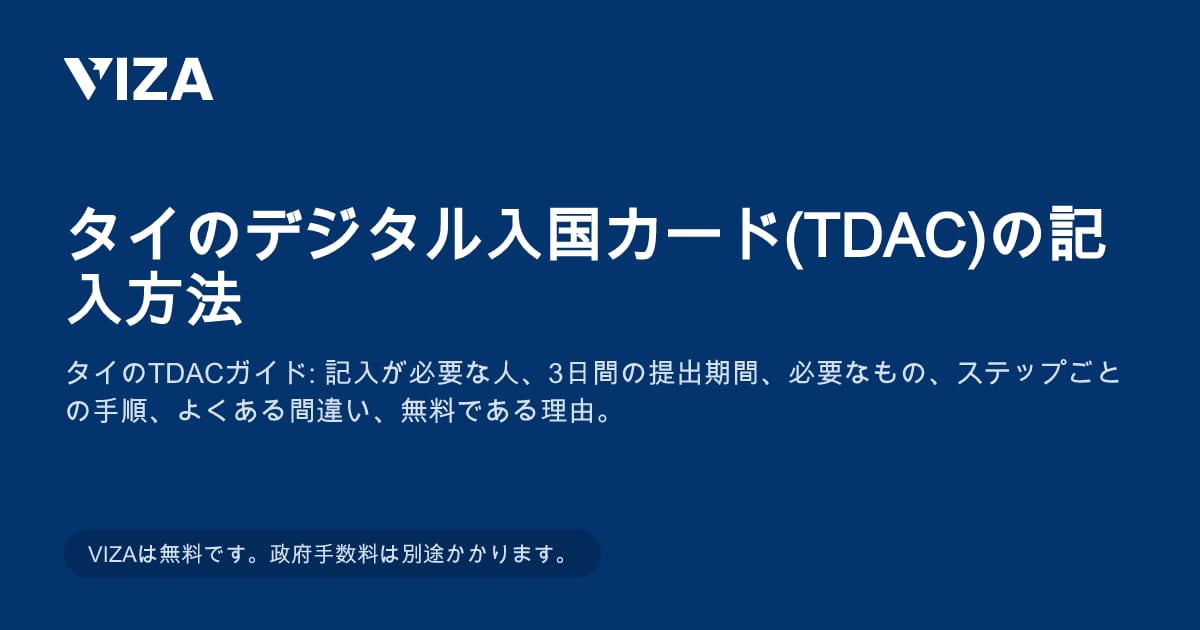 VIZA
タイのデジタル入国カード(TDAC)の記
入方法
タイのTDACガイド: 記入が必要な人、3日間の提出期間、必要なもの、ステップごと
の手順、よくある間違い、無料である理由。
VIZAは無料です。政府手数料は別途かかります。